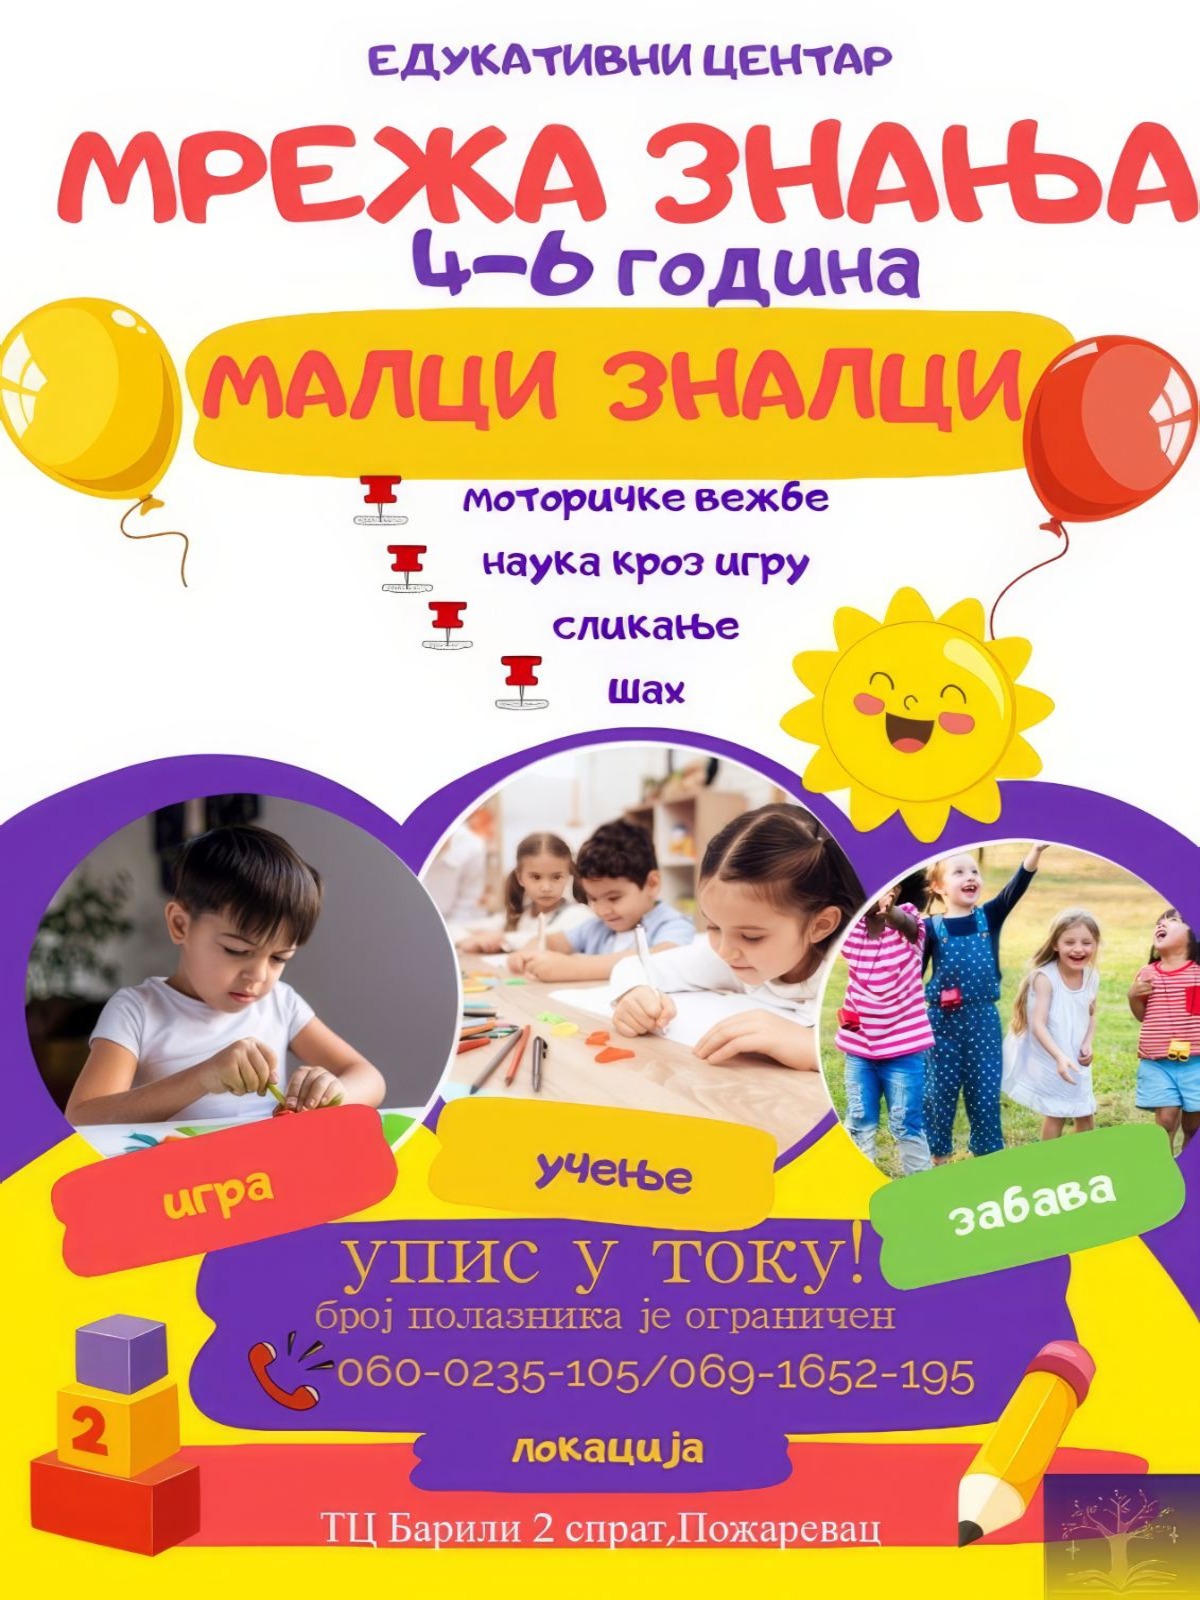 ЕДУКАТИВНИ ЦЕНТАР
МРЕЖА ЗНАЊА
4-6 година
МАЛЦИ ЗНАЛЦИ
моторичке вежбе
наука кроз игру
сликање
шах
игра
учење
забава
упис у току!
број полазника је ограничен
060-0235-105/069-1652-195
2
локација
ТЦ Барили 2 спрат,Пожаревац